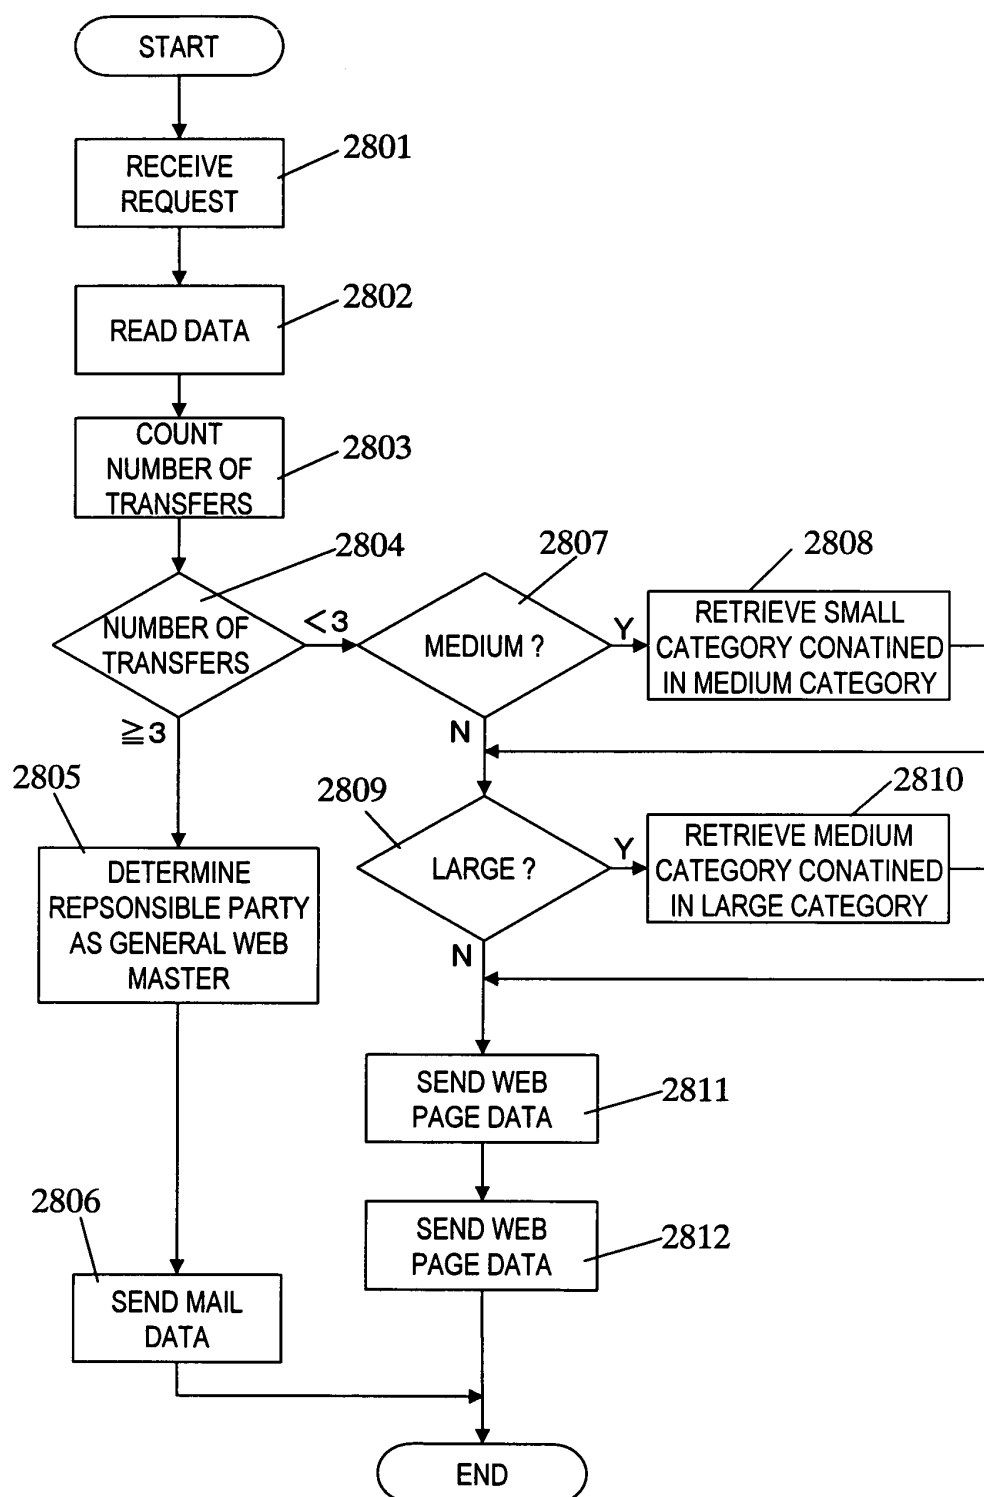 START
2801
RECEIVE
REQUEST
2802
READ DATA
COUNT
NUMBER OF
TRANSFERS
2803
2804
NUMBER OF
TRANSFERS
<3
≧3
2807
MEDIUM ?
Y
N
2808
RETRIEVE SMALL
CATEGORY CONATINED
IN MEDIUM CATEGORY
2805
DETERMINE
REPSONSIBLE PARTY
AS GENERAL WEB
MASTER
2809
LARGE ?
Y
N
2810
RETRIEVE MEDIUM
CATEGORY CONATINED
IN LARGE CATEGORY
SEND WEB
PAGE DATA
2811
2806
SEND MAIL
DATA
SEND WEB
PAGE DATA
2812
END